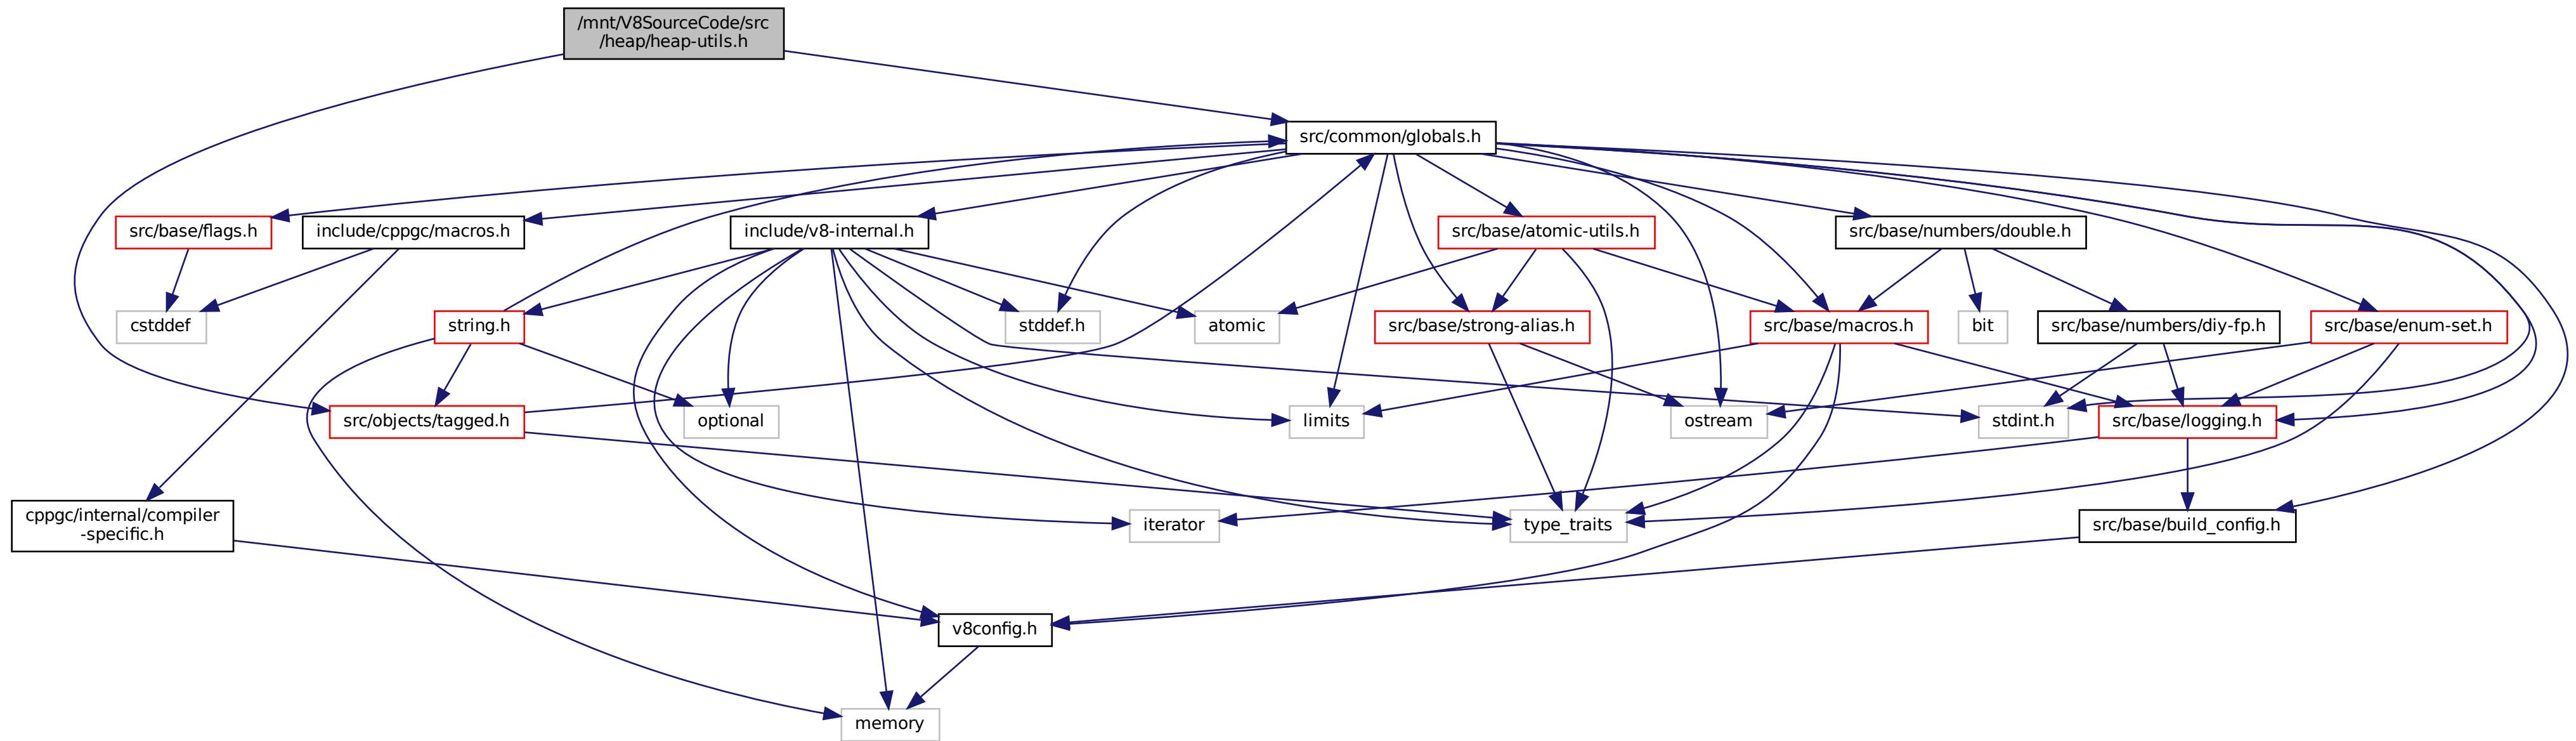 /mnt/V8SourceCode/src
/heap/heap-utils.h
src/common/globals.h
src/base/flags.h
include/cppgc/macros.h
include/v8-internal.h
src/base/atomic-utils.h
src/base/numbers/double.h
cstddef
string.h
stddef.h
atomic
src/base/strong-alias.h
src/base/macros.h
bit
src/base/numbers/diy-fp.h
src/base/enum-set.h
src/objects/tagged.h
optional
limits
ostream
stdint.h
src/base/logging.h
cppgc/internal/compiler
-specific.h
iterator
type_traits
src/base/build_config.h
v8config.h
memory